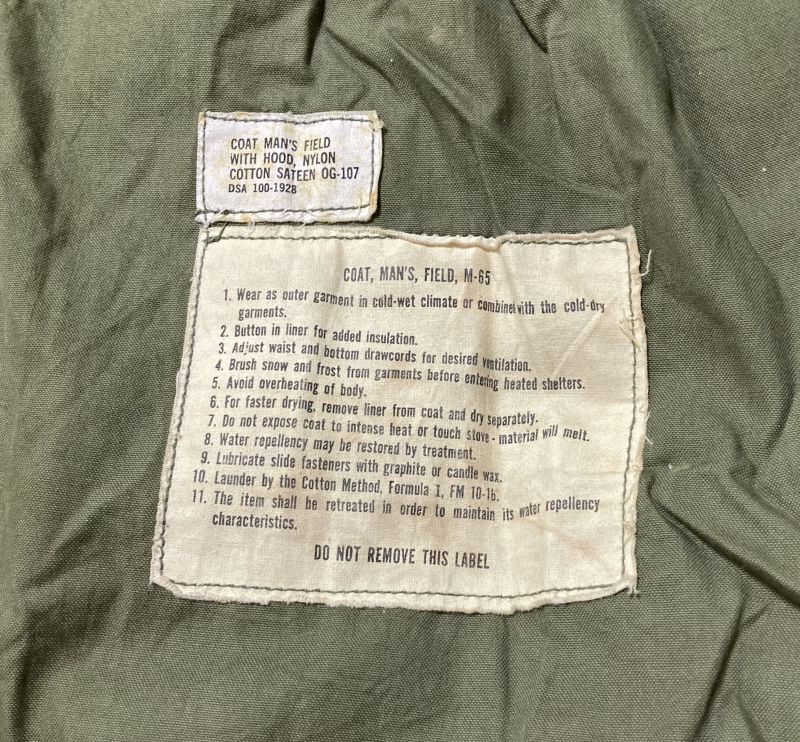 COAT MAN'S FIELD
WITH HOOD, NYLON
COTTON SATEEN OG-107
DSA 100-1928
COAT, MAN'S, FIELD, M-65
1. Wear as outer garment in cold-wet climate or combinet with the cold-dry
garments.
2. Button in liner for added insulation.
3. Adjust waist and bottom drawcords for desired ventilation.
4. Brush snow and frost from garments before entering heated shelters.
5. Avoid overheating of body.
6. For faster drying, remove liner from coat and dry separately.
7. Do not expose coat to intense heat or touch stove - material will melt.
8. Water repellency may be restored by treatment.
9. Lubricate slide fasteners with graphite or candle wax.
10. Launder by the Cotton Method, Formula I, FM 10-16.
11. The item shall be retreated in order to maintain its water repellency
characteristics.
DO NOT REMOVE THIS LABEL